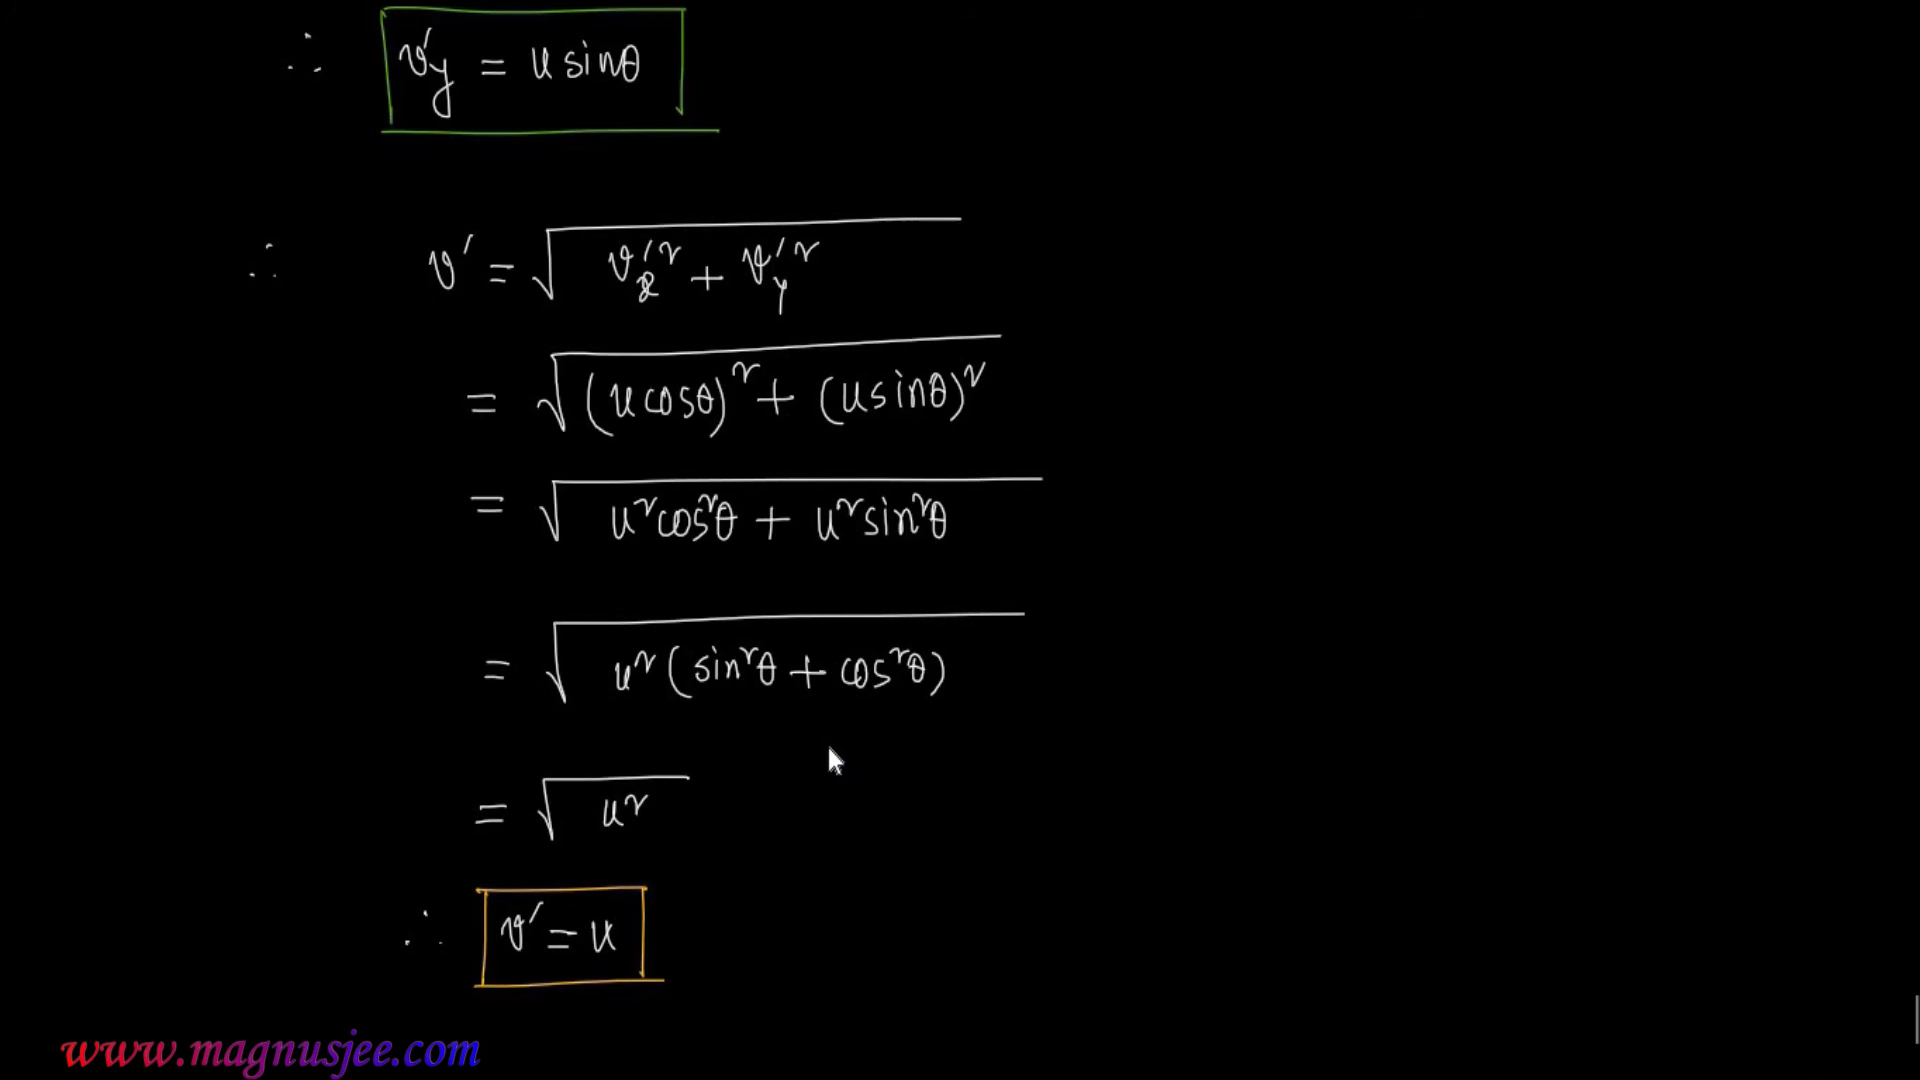 ∴ v'y = u sinθ
∴ v' = √(v'x² + v'y²)
= √((u cosθ)² + (u sinθ)²)
= √(u²cos²θ + u²sin²θ)
= √(u²(sin²θ + cos²θ))
= √(u²)
∴ v' = u
www.magnusjee.com